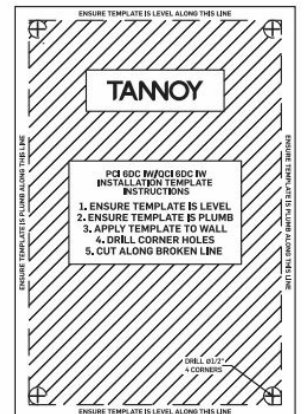 ENSURE TEMPLATE IS LEVEL ALONG THIS LINE
TANNOY
ENSURE TEMPLATE IS PLUMB ALONG THIS LINE
ENSURE TEMPLATE IS PLUMB ALONG THIS LINE
PCI 6DC IW/QCI 6DC IW
INSTALLATION TEMPLATE
INSTRUCTIONS
1. ENSURE TEMPLATE IS LEVEL
2. ENSURE TEMPLATE IS PLUMB
3. APPLY TEMPLATE TO WALL
4. DRILL CORNER HOLES
5. CUT ALONG BROKEN LINE
DRILL Ø1/2"
4 CORNERS
ENSURE TEMPLATE IS LEVEL ALONG THIS LINE